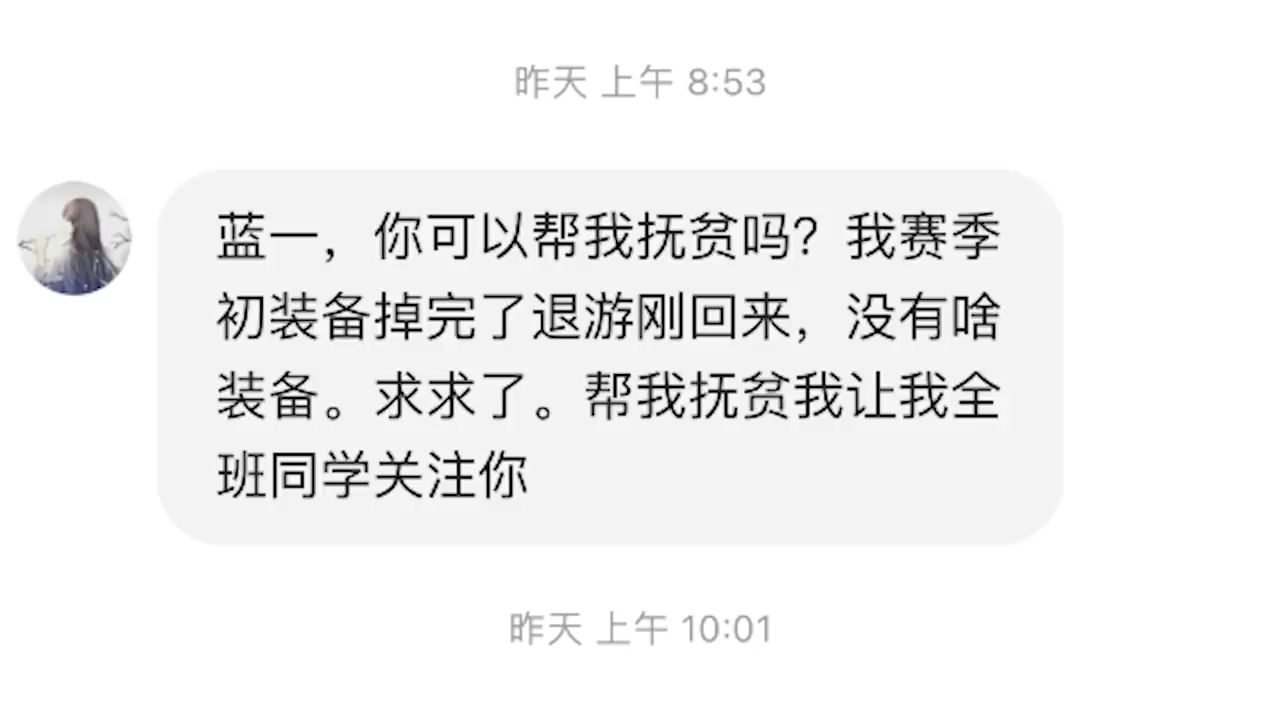 昨天 上午 8:53
蓝一，你可以帮我抚贫吗？我赛季
初装备掉完了退游刚回来，没有啥
装备。求求了。帮我抚贫我让我全
班同学关注你
昨天 上午 10:01